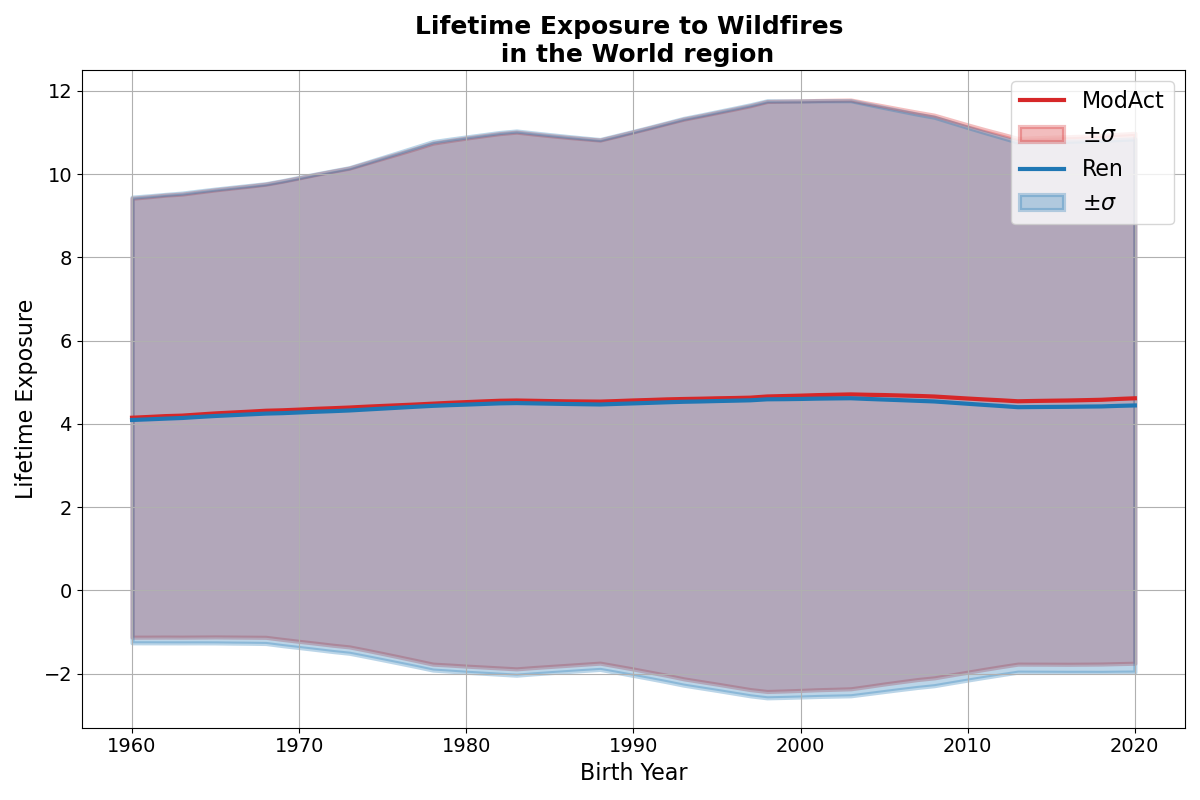 Lifetime Exposure to Wildfires
in the World region
12
10
8
6
4
2
0
−2
Lifetime Exposure
ModAct
±σ
Ren
±σ
1960
1970
1980
1990
2000
2010
2020
Birth Year